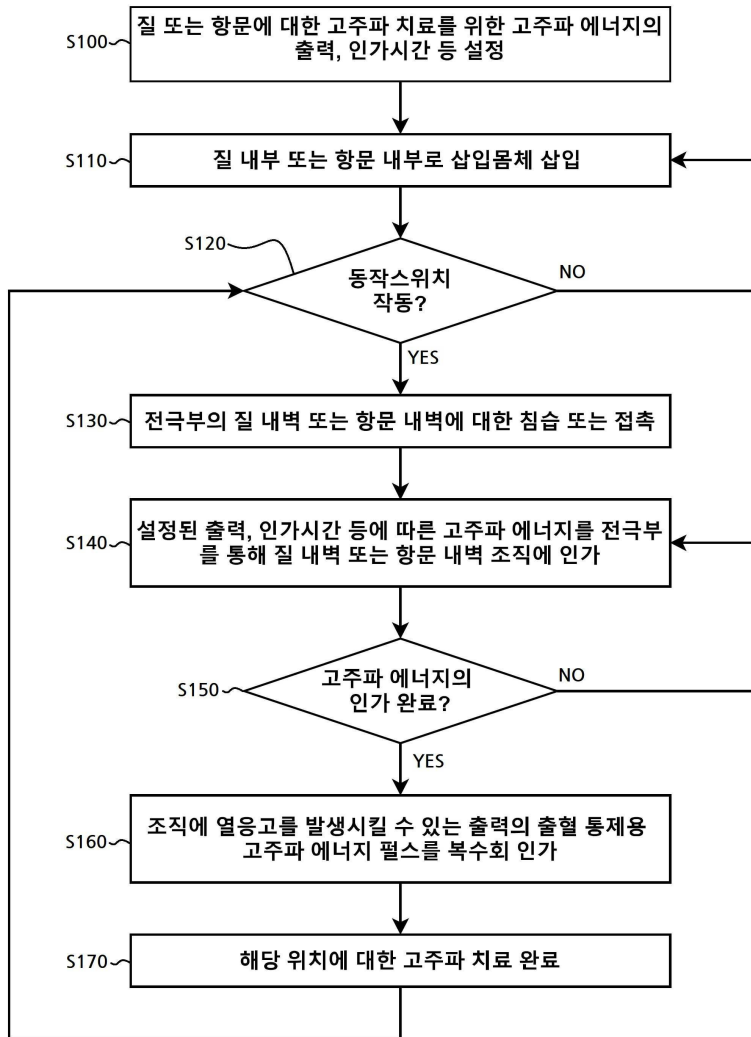 S100
질 또는 항문에 대한 고주파 치료를 위한 고주파 에너지의
출력, 인가시간 등 설정
S110
질 내부 또는 항문 내부로 삽입몸체 삽입
S120
동작스위치
작동?
NO
YES
S130
전극부의 질 내벽 또는 항문 내벽에 대한 침습 또는 접촉
S140
설정된 출력, 인가시간 등에 따른 고주파 에너지를 전극부
를 통해 질 내벽 또는 항문 내벽 조직에 인가
S150
고주파 에너지의
인가 완료?
NO
YES
S160
조직에 열응고를 발생시킬 수 있는 출력의 출혈 통제용
고주파 에너지 펄스를 복수회 인가
S170
해당 위치에 대한 고주파 치료 완료